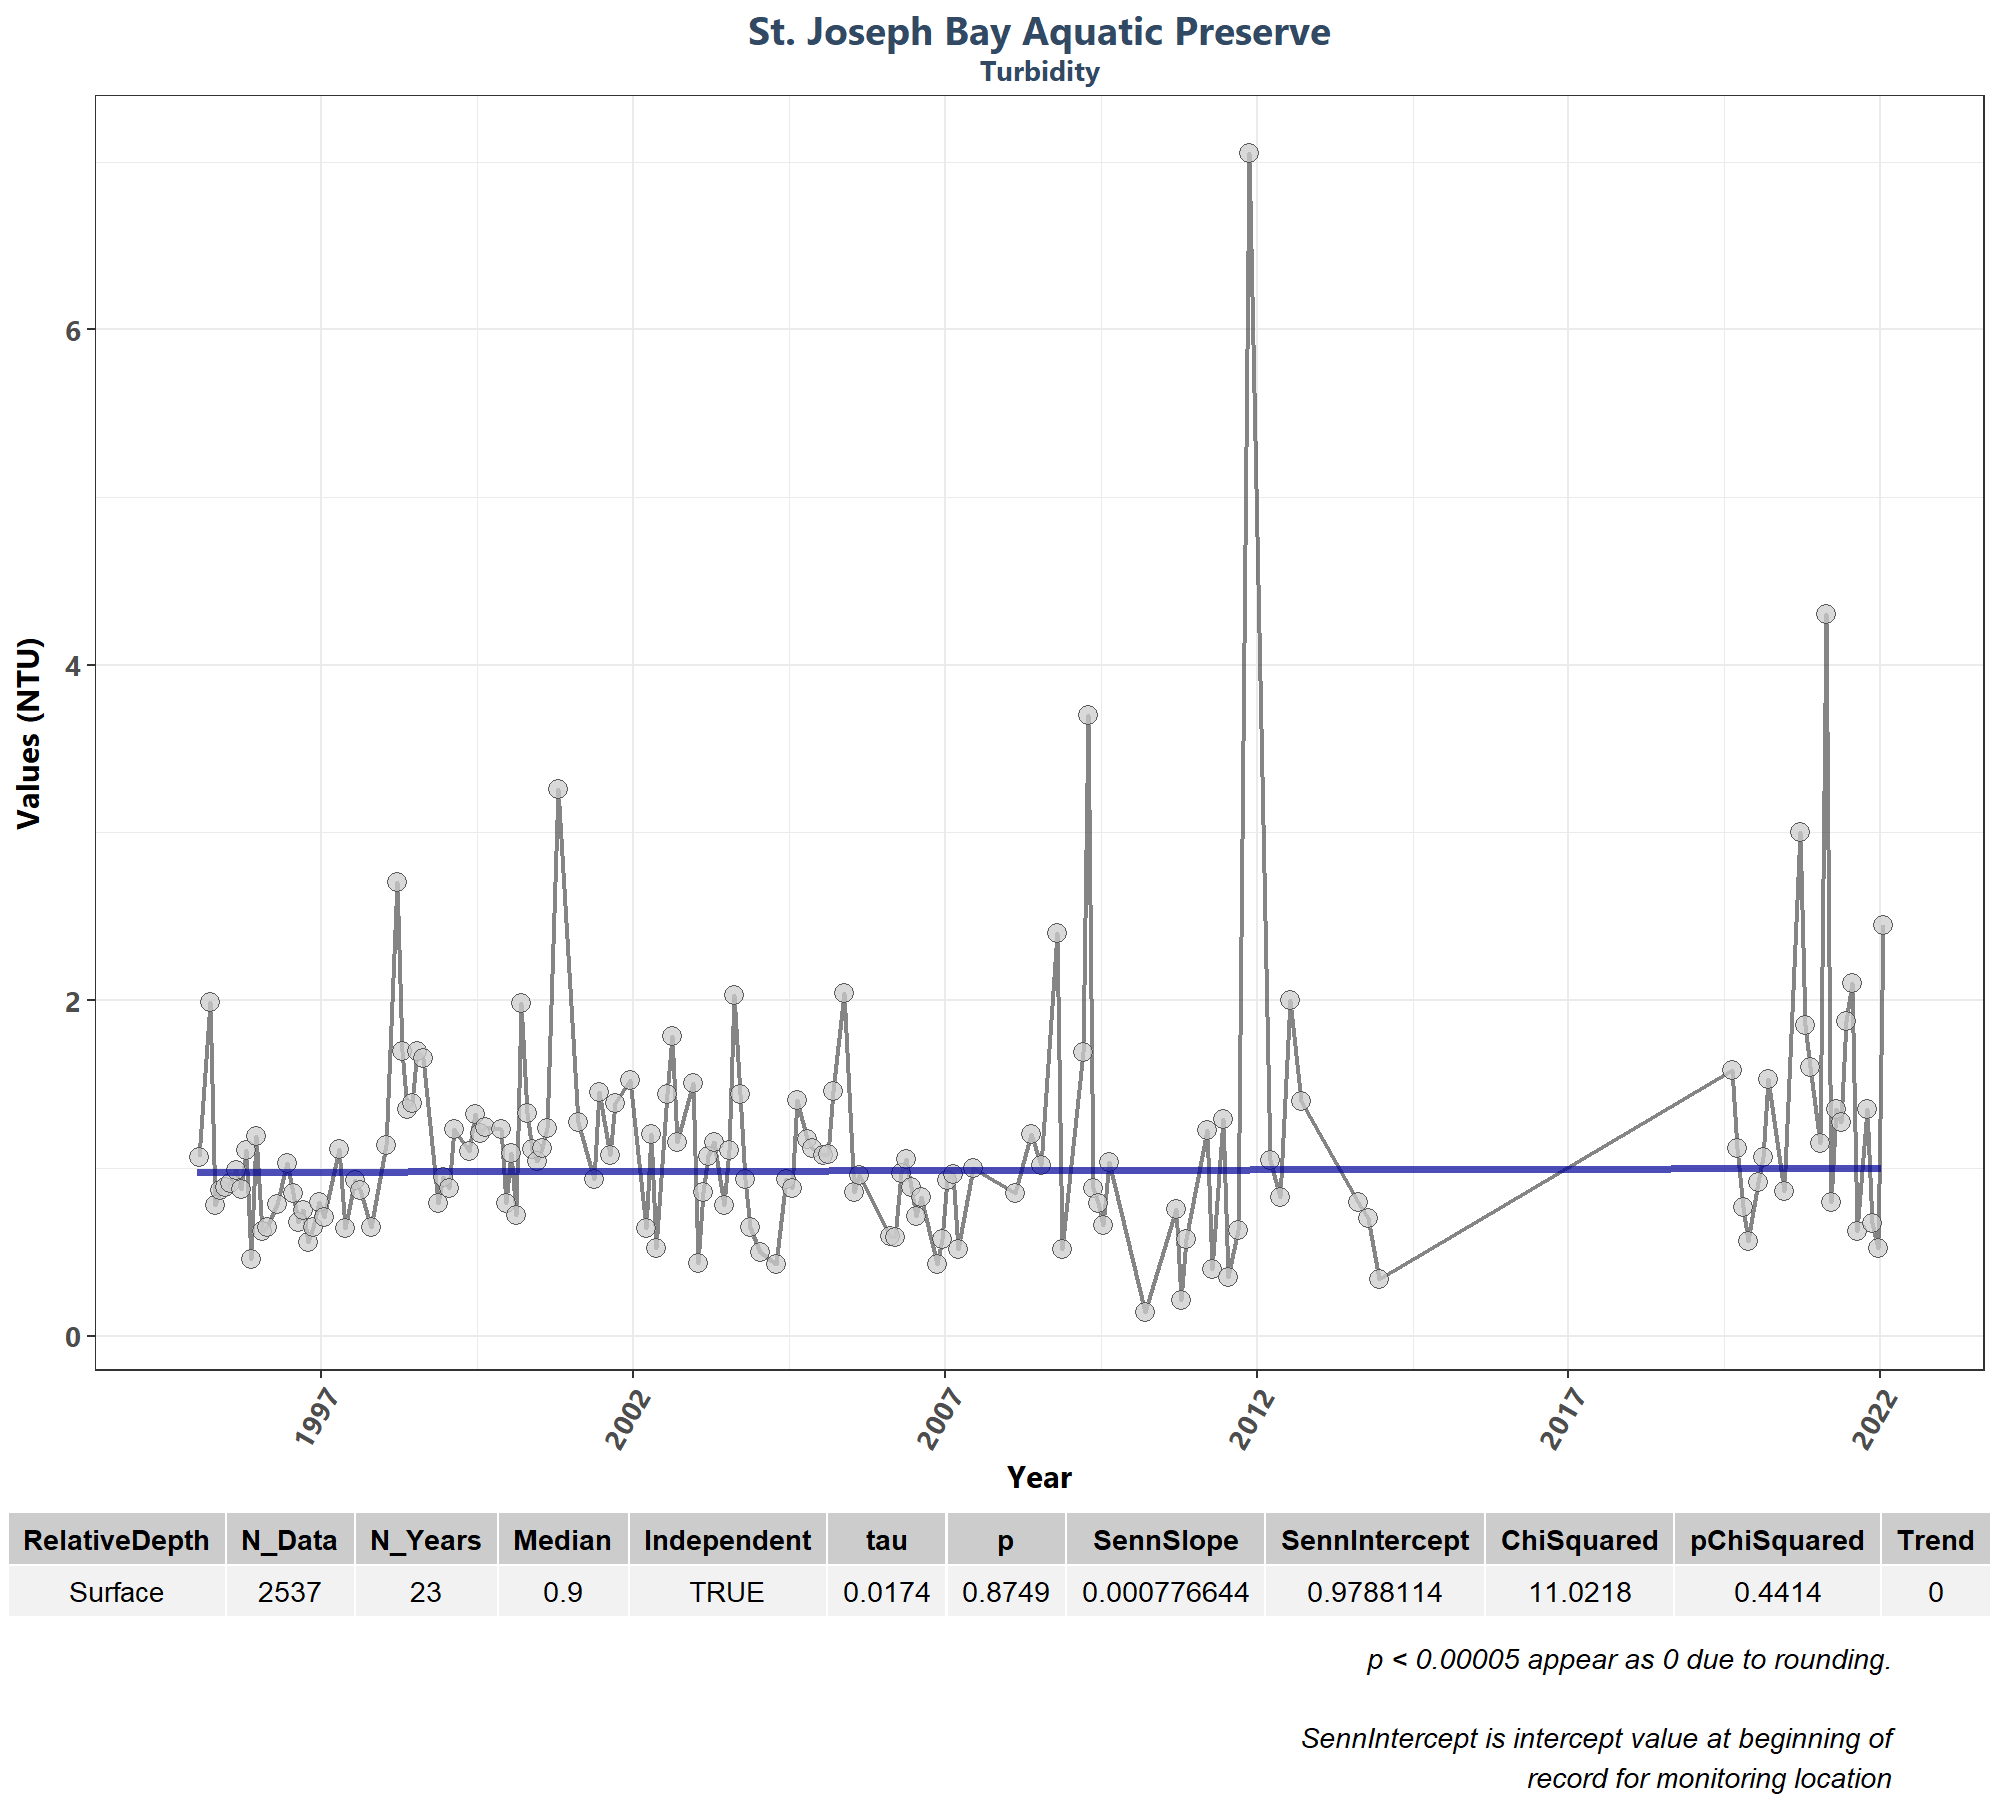 St. Joseph Bay Aquatic Preserve
Turbidity
Values (NTU)
6
4
2
0
1997 2002 2007 2012 2017 2022
Year
RelativeDepth N_Data N_Years Median Independent tau p SennSlope SennIntercept ChiSquared pChiSquared Trend
Surface 2537 23 0.9 TRUE 0.0174 0.8749 0.000776644 0.9788114 11.0218 0.4414 0
p < 0.00005 appear as 0 due to rounding.
SennIntercept is intercept value at beginning of
record for monitoring location